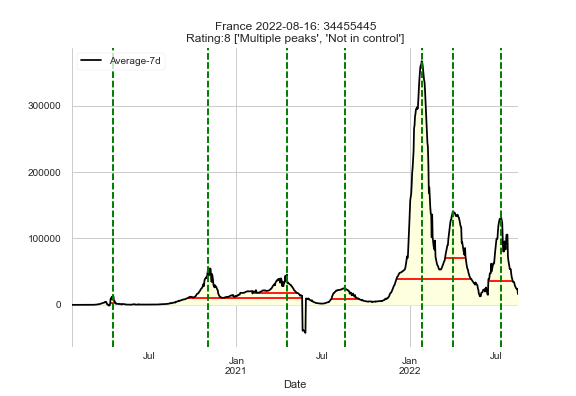 France 2022-08-16: 34455445
Rating:8 ['Multiple peaks', 'Not in control']
Average-7d
300000
200000
100000
0
Jul
Jan
2021
Jul
Jan
2022
Jul
Date